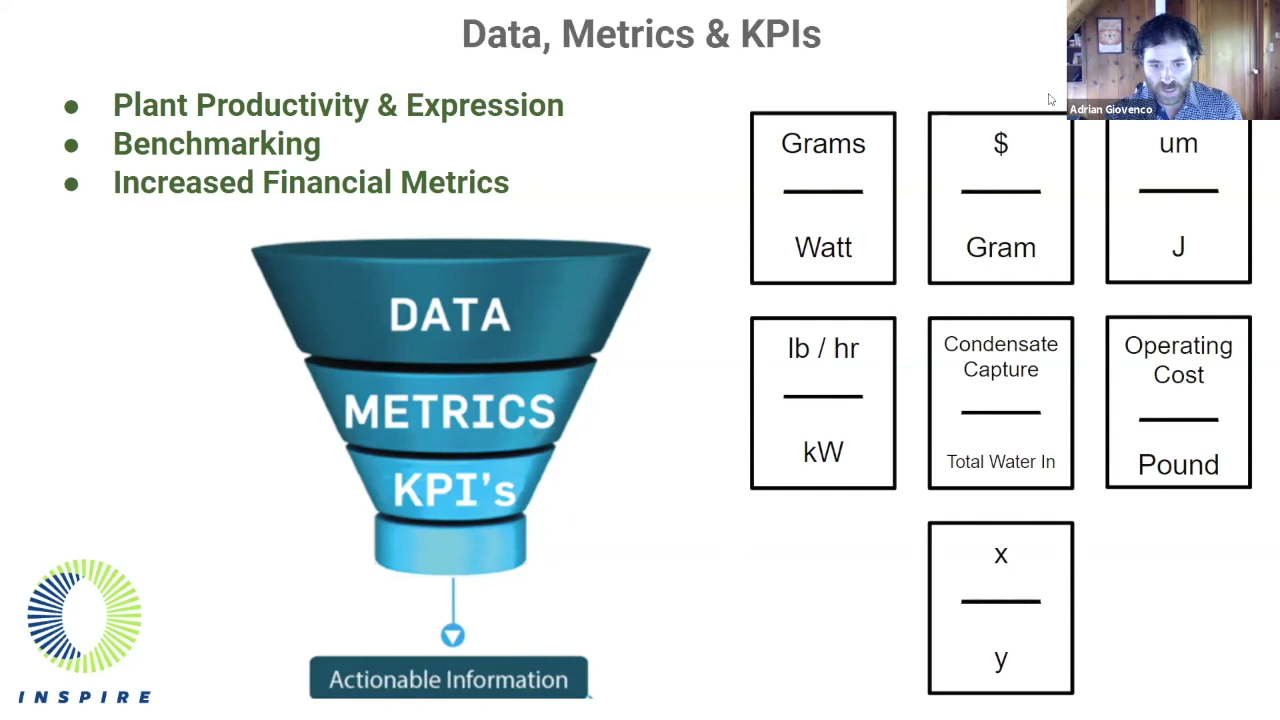 Data, Metrics & KPIs
Adrian Giovenco
● Plant Productivity & Expression
● Benchmarking
● Increased Financial Metrics
DATA
METRICS
KPI's
Actionable Information
Grams
Watt
$
Gram
um
J
lb / hr
kW
Condensate
Capture
Total Water In
Operating
Cost
Pound
x
y
INSPIRE